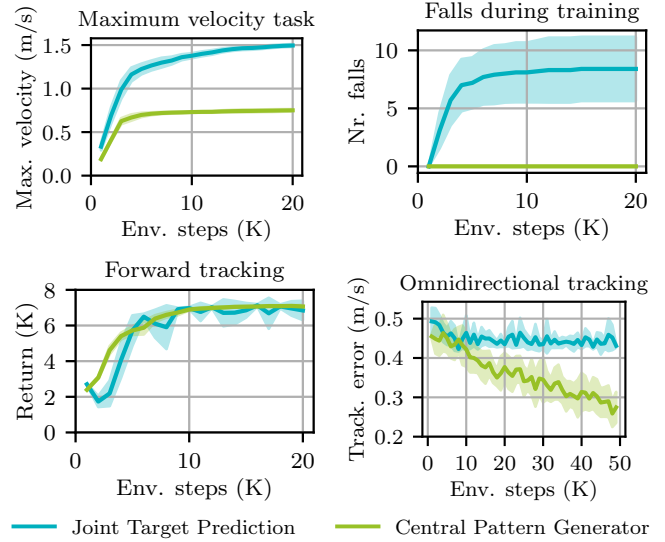 Maximum velocity task
Max. velocity (m/s)
1.5
1.0
0.5
0.0
0
20
Env. steps (K)
Falls during training
Nr. falls
10
5
0
0
20
Env. steps (K)
Forward tracking
Return (K)
8
6
4
2
0
0
10
20
Env. steps (K)
Omnidirectional tracking
Track. error (m/s)
0.5
0.4
0.3
0.2
0 10 20 30 40 50
Env. steps (K)
Joint Target Prediction
Central Pattern Generator